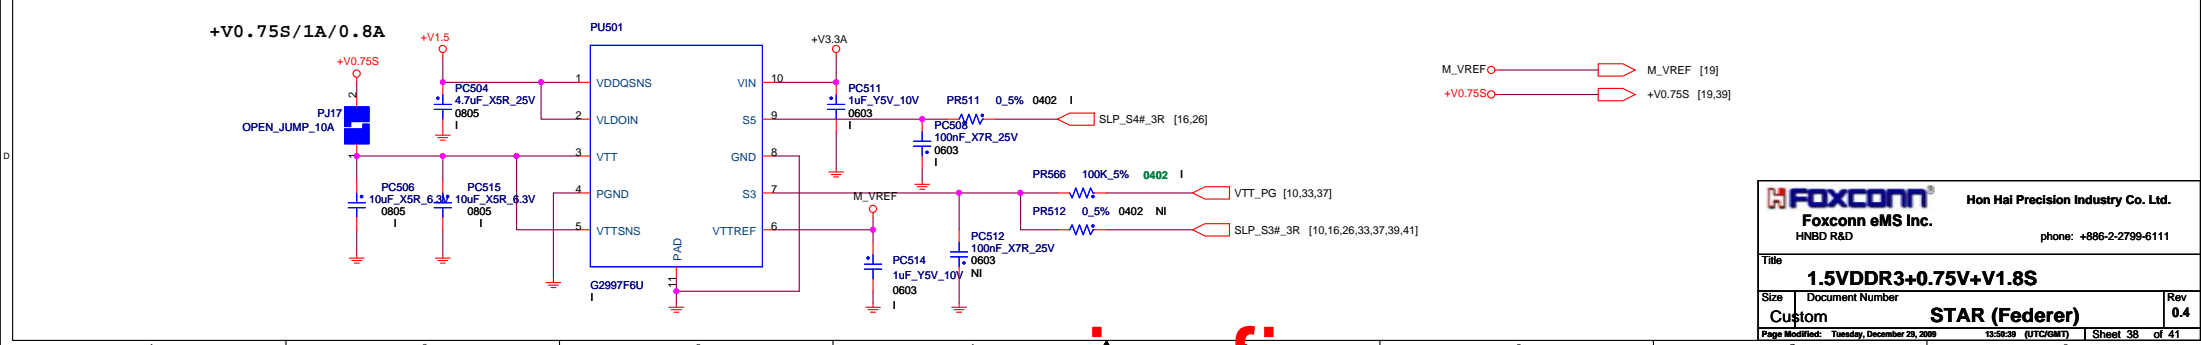 +V0.75S/1A/0.8A
+V0.75S
2
PJ17
OPEN_JUMP_10A
1
+V1.5
PC504
4.7uF_X5R_25V
0805
I
PC506
10uF_X5R_6.3V
0805
I
PC515
10uF_X5R_6.3V
0805
I
PU501
1 VDDQSNS
2 VLDOIN
3 VTT
4 PGND
5 VTTSNS
VIN 10
S5 9
GND 8
S3 7
VTTREF 6
PAD
11
G2997F6U
I
+V3.3A
PC511
1uF_Y5V_10V
0603
I
PR511 0_5% 0402 I
SLP_S4#_3R [16,26]
PC508
100nF_X7R_25V
0603
I
PR566 100K_5% 0402 I
VTT_PG [10,33,37]
M_VREF
PR512 0_5% 0402 NI
SLP_S3#_3R [10,16,26,33,37,39,41]
PC512
100nF_X7R_25V
0603
NI
PC514
1uF_Y5V_10V
0603
I
M_VREF M_VREF [19]
+V0.75S +V0.75S [19,39]
D
FOXCONN® Hon Hai Precision Industry Co. Ltd.
Foxconn eMS Inc.
HNBD R&D phone: +886-2-2799-6111
Title
1.5VDDR3+0.75V+V1.8S
Size Document Number Rev
Custom STAR (Federer) 0.4
Page Modified: Tuesday, December 29, 2009 13:50:39 (UTC/GMT) Sheet 38 of 41